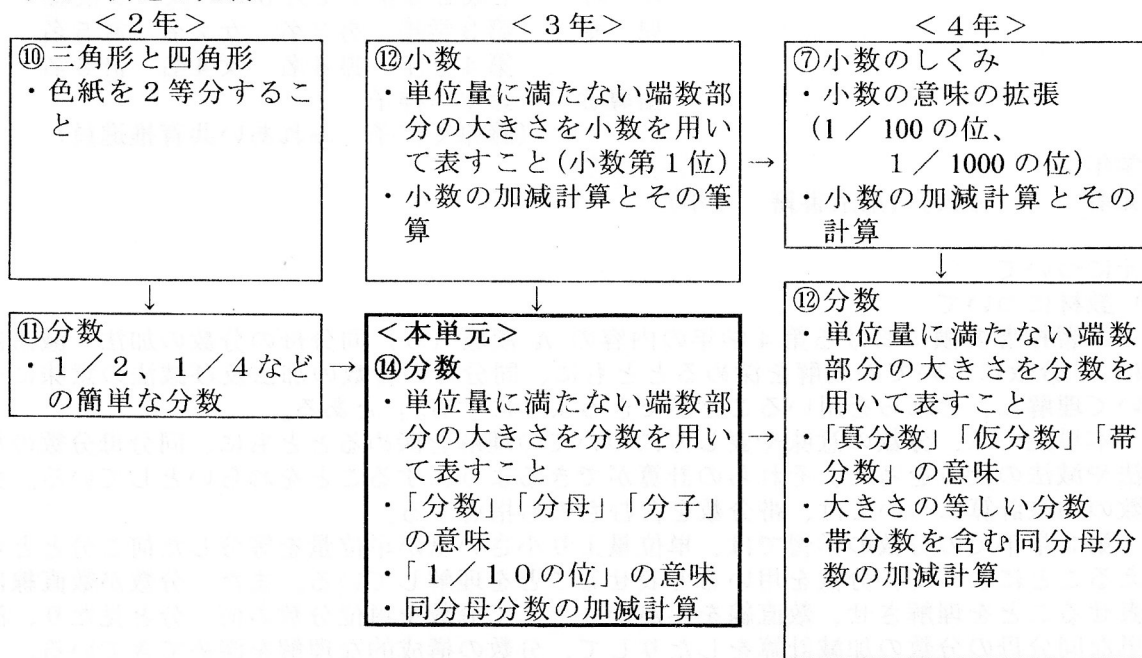 <2年>
⑩三角形と四角形
・色紙を2等分するこ
と
⑪分数
・1/2、1/4など
の簡単な分数
<3年>
⑫小数
・単位量に満たない端数部
分の大きさを小数を用い
て表すこと(小数第1位)
・小数の加減計算とその筆
算
<本単元>
⑭分数
・単位量に満たない端数部
分の大きさを分数を用い
て表すこと
・「分数」「分母」「分子」
の意味
・「1/10の位」の意味
・同分母分数の加減計算
<4年>
⑦小数のしくみ
・小数の意味の拡張
(1/100の位、
1/1000の位)
・小数の加減計算とその
計算
⑫分数
・単位量に満たない端数
部分の大きさを分数を
用いて表すこと
・「真分数」「仮分数」「帯
分数」の意味
・大きさの等しい分数
・帯分数を含む同分母分
数の加減計算